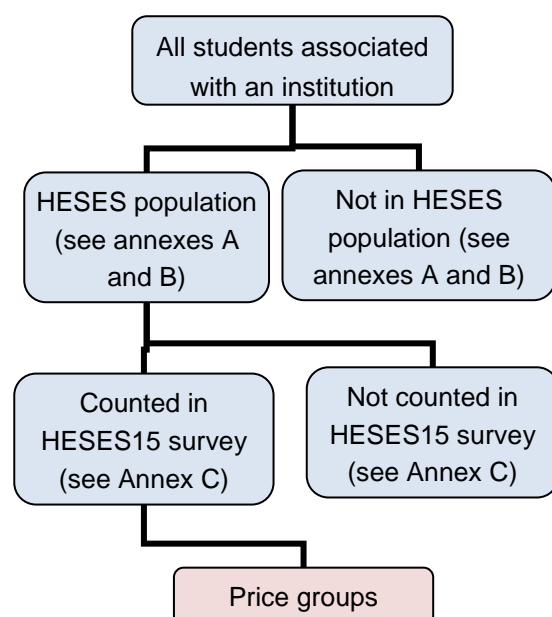 All students associated
with an institution
HESES population
(see annexes A
and B)
Not in HESES
population (see
annexes A and B)
Counted in
HESES15 survey
(see Annex C)
Not counted in
HESES15 survey
(see Annex C)
Price groups